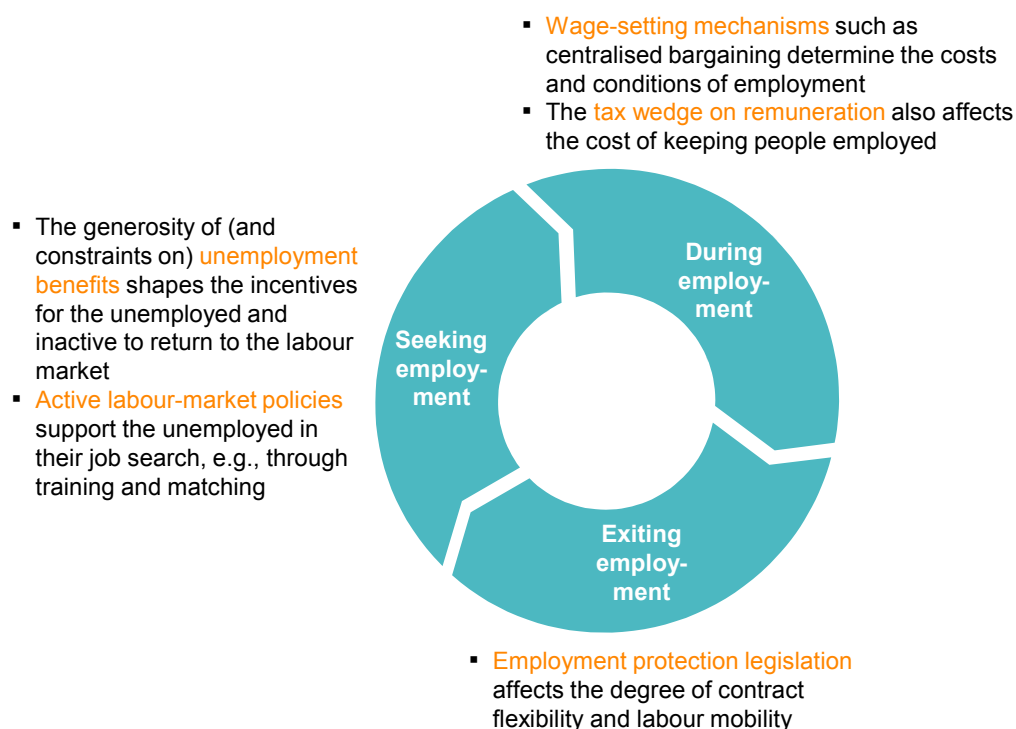 ▪ Wage-setting mechanisms such as
centralised bargaining determine the costs
and conditions of employment
▪ The tax wedge on remuneration also affects
the cost of keeping people employed
▪ The generosity of (and
constraints on) unemployment
benefits shapes the incentives
for the unemployed and
inactive to return to the labour
market
▪ Active labour-market policies
support the unemployed in
their job search, e.g., through
training and matching
During
employ-
ment
Seeking
employ-
ment
Exiting
employ-
ment
▪ Employment protection legislation
affects the degree of contract
flexibility and labour mobility